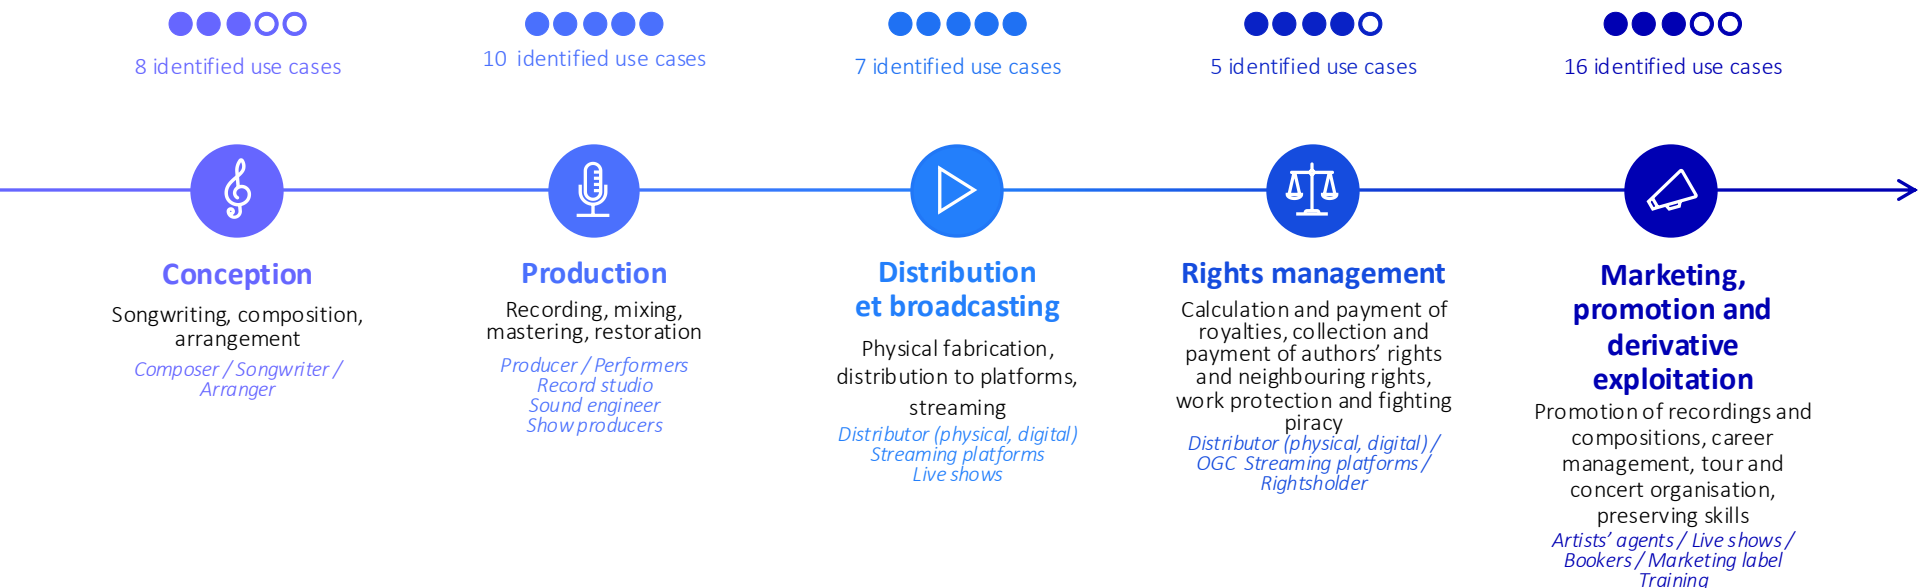 8 identified use cases
10 identified use cases
7 identified use cases
5 identified use cases
16 identified use cases
Conception
Songwriting, composition,
arrangement
Composer / Songwriter /
Arranger
Production
Recording, mixing,
mastering, restoration
Producer / Performers
Record studio
Sound engineer
Show producers
Distribution
et broadcasting
Physical fabrication,
distribution to platforms,
streaming
Distributor (physical, digital)
Streaming platforms
Live shows
Rights management
Calculation and payment of
royalties, collection and
payment of authors’ rights
and neighbouring rights,
work protection and fighting
piracy
Distributor (physical, digital) /
OGC Streaming platforms /
Rightsholder
Marketing,
promotion and
derivative
exploitation
Promotion of recordings and
compositions, career
management, tour and
concert organisation,
preserving skills
Artists’ agents / Live shows /
Bookers / Marketing label
Training